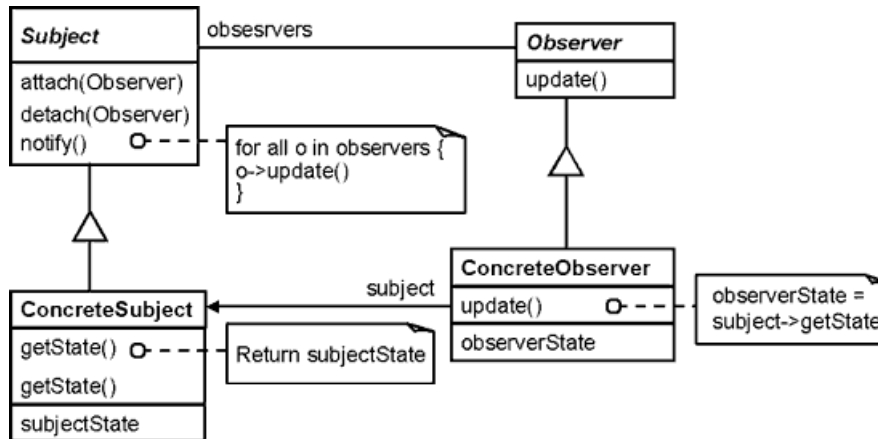 Subject
obsesrvers
Observer
attach(Observer)
detach(Observer)
notify()
update()
for all o in observers {
o->update()
}
ConcreteSubject
getState()
getState()
subjectState
Return subjectState
subject
ConcreteObserver
update()
observerState
observerState =
subject->getState